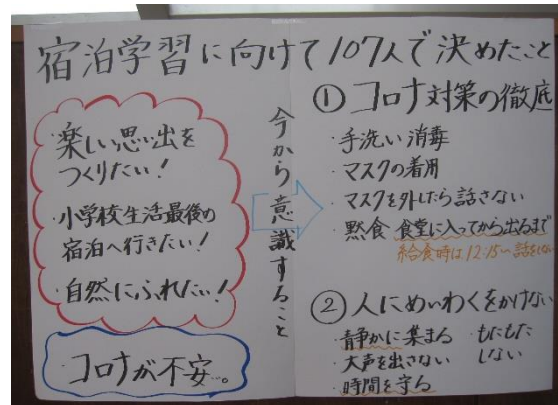 宿泊学習に向けて107人で決めたこと
・楽しい思い出を
つくりたい!
・小学校生活最後の
宿泊へ行きたい!
・自然にふれたい!
コロナが不安…。
今から意識すること
① コロナ対策の徹底
・手洗い消毒
・マスクの着用
・マスクを外したら話さない
・黙食 食堂に入ってから出るまで
給食時は12:15〜話をしない
② 人にめいわくをかけない
・静かに集まる
・大声を出さない
・時間を守る
もたもた
しない